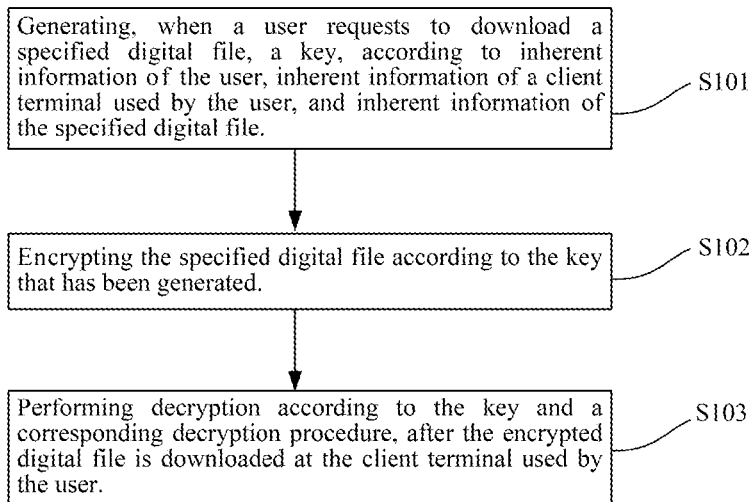 Generating, when a user requests to download a
specified digital file, a key, according to inherent
information of the user, inherent information of a client
terminal used by the user, and inherent information of
the specified digital file.
S101
Encrypting the specified digital file according to the key
that has been generated.
S102
Performing decryption according to the key and a
corresponding decryption procedure, after the encrypted
digital file is downloaded at the client terminal used by
the user.
S103